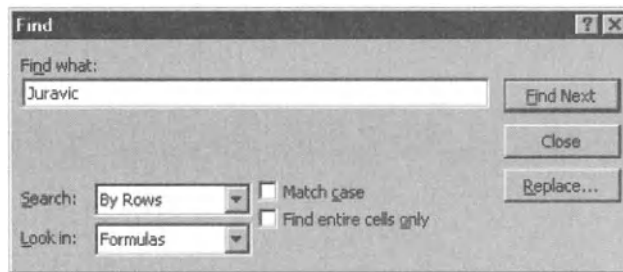 Find
Find what:
Juravic
Find Next
Close
Search: By Rows
Match case
Replace...
Find entire cells only
Look in: Formulas